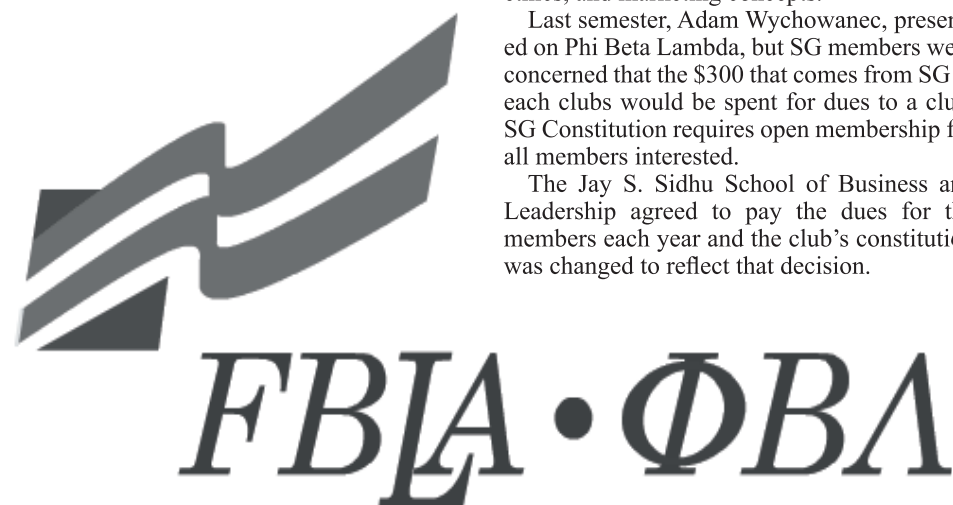 Last semester, Adam Wychowanec, presen
ed on Phi Beta Lambda, but SG members we
concerned that the $300 that comes from SG
each clubs would be spent for dues to a clu
SG Constitution requires open membership f
all members interested.
The Jay S. Sidhu School of Business a
Leadership agreed to pay the dues for t
members each year and the club’s constituti
was changed to reflect that decision.
FBLA • ΦΒΛ